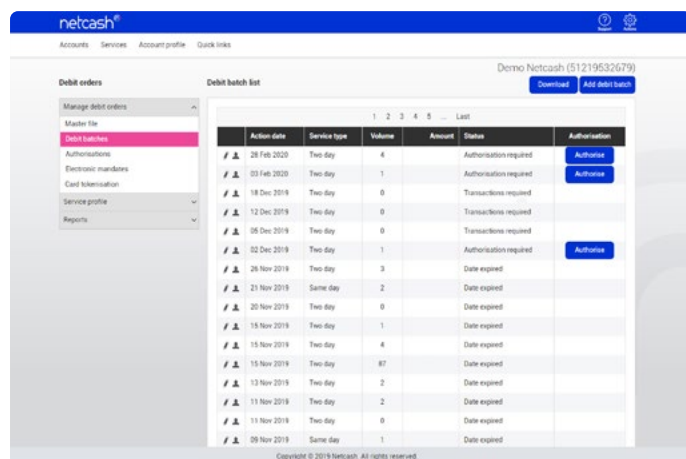 netcash®
Support Actions
Accounts Services Account profile Quick links
Demo Netcash (51219532679)
Debit orders
Debit batch list
Download Add debit batch
Manage debit orders
Master file
Debit batches
Authorisations
Electronic mandates
Card tokenisation
Service profile
Reports
1 2 3 4 5 ... Last
Action date Service type Volume Amount Status Authorisation
28 Feb 2020 Two day 4 Authorisation required Authorise
03 Feb 2020 Two day 1 Authorisation required Authorise
18 Dec 2019 Two day 0 Transactions required
12 Dec 2019 Two day 0 Transactions required
05 Dec 2019 Two day 0 Transactions required
02 Dec 2019 Two day 1 Authorisation required Authorise
26 Nov 2019 Two day 3 Date expired
21 Nov 2019 Same day 2 Date expired
20 Nov 2019 Two day 0 Date expired
15 Nov 2019 Two day 1 Date expired
15 Nov 2019 Two day 4 Date expired
15 Nov 2019 Two day 87 Date expired
13 Nov 2019 Two day 2 Date expired
11 Nov 2019 Two day 2 Date expired
11 Nov 2019 Two day 0 Date expired
09 Nov 2019 Same day 1 Date expired
Copyright © 2019 Netcash. All rights reserved.